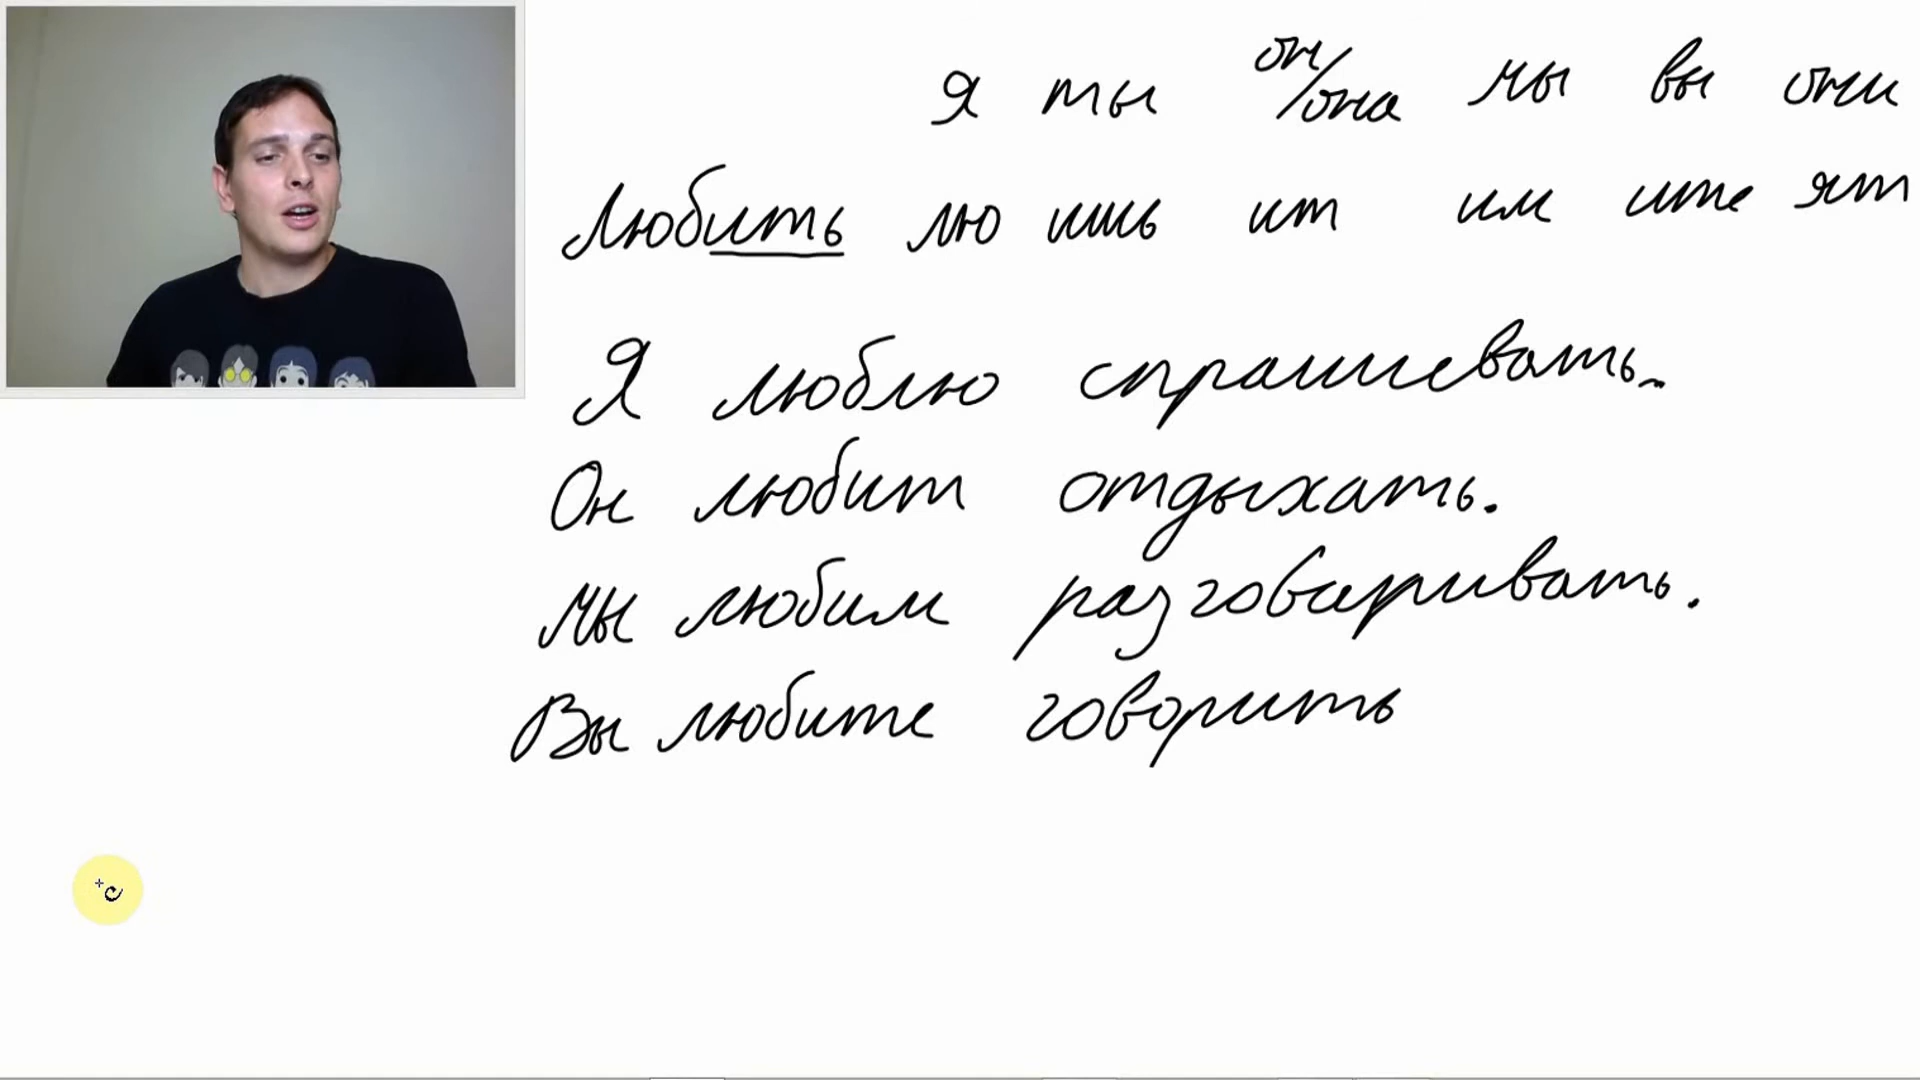 я ты он/она мы вы они
Любить лю ишь ит им ите ят
Я люблю спрашивать.
Он любит отдыхать.
Мы любим разговаривать.
Вы любите говорить